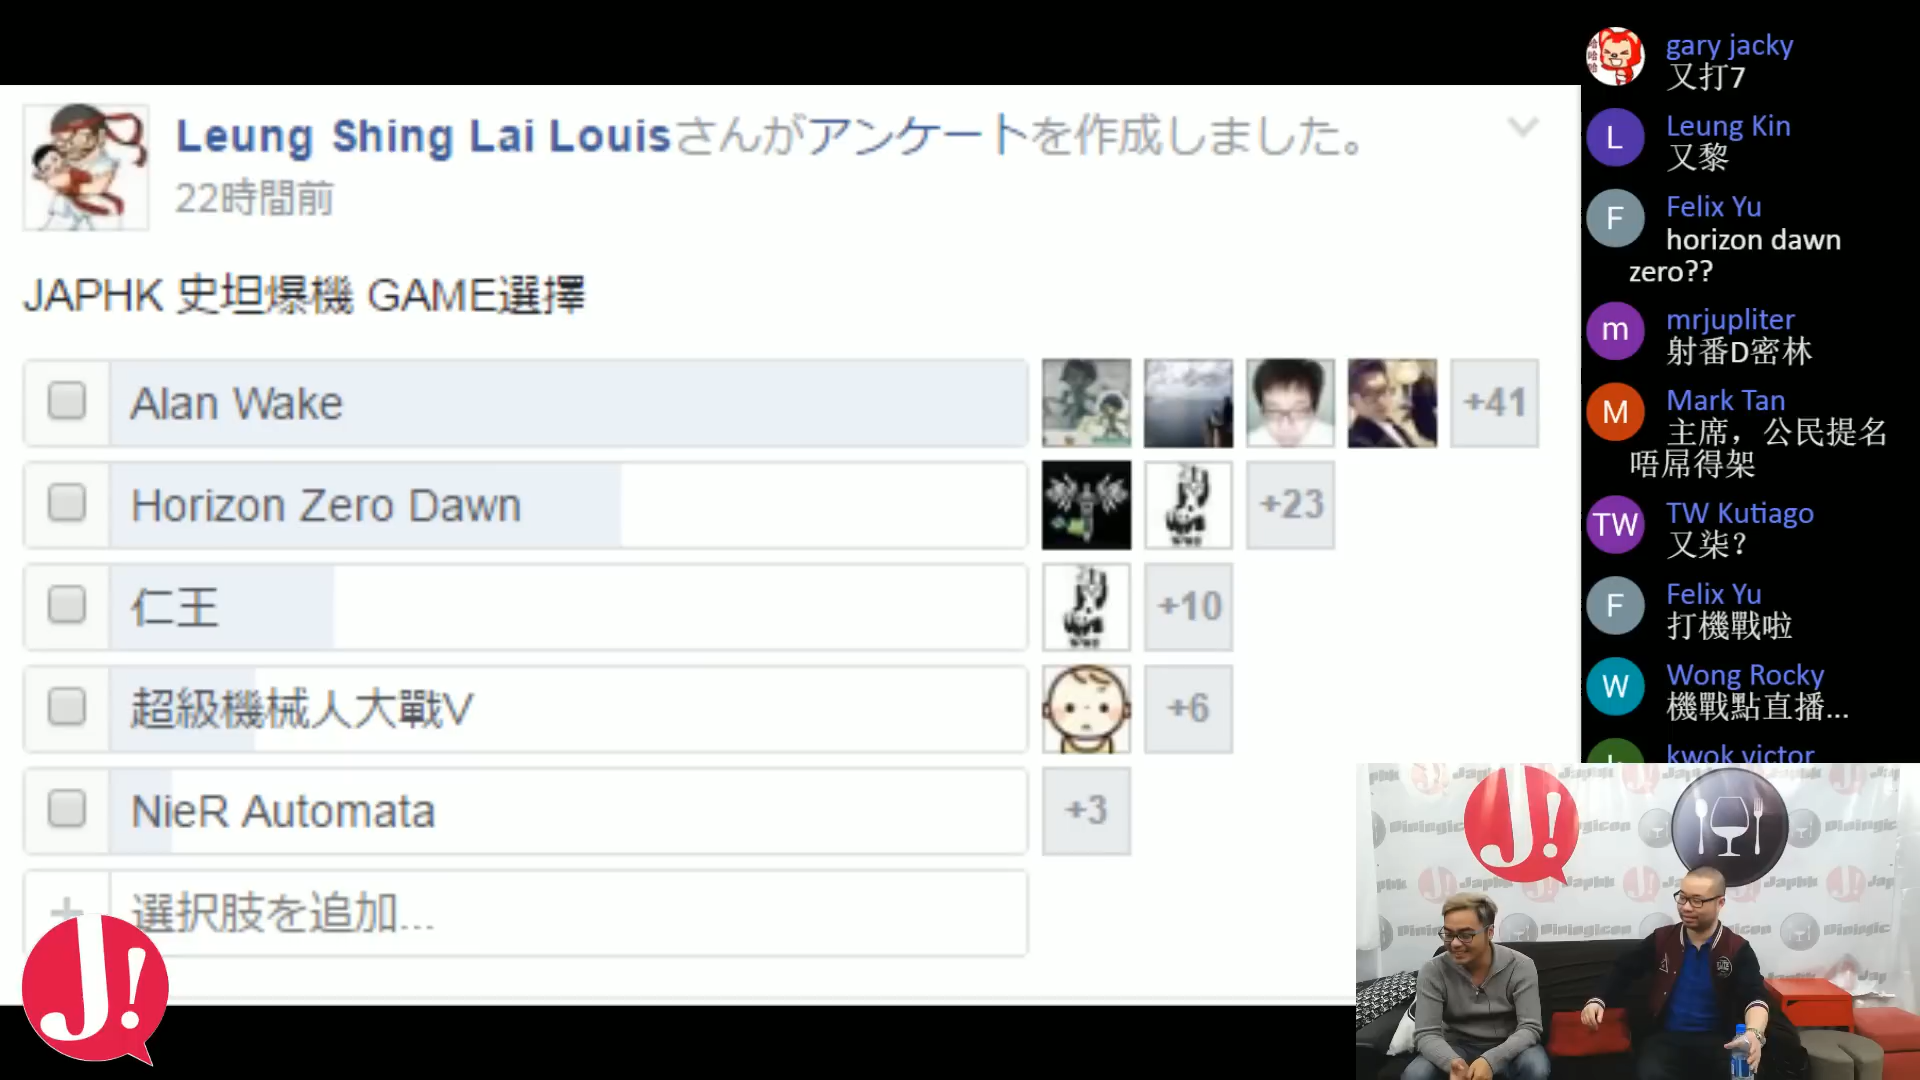 Leung Shing Lai Louisさんがアンケートを作成しました。
22時間前
JAPHK 史坦爆機 GAME選擇
Alan Wake
+41
Horizon Zero Dawn
+23
仁王
+10
超級機械人大戰V
+6
NieR Automata
+3
+ 選択肢を追加...
J!
gary jacky
又打7
L
Leung Kin
又黎
F
Felix Yu
horizon dawn
zero??
m
mrjupliter
射番D密林
M
Mark Tan
主席，公民提名
唔屌得架
TW
TW Kutiago
又柒?
F
Felix Yu
打機戰啦
W
Wong Rocky
機戰點直播...
kwok victor
J!
Japhk
Diningicon